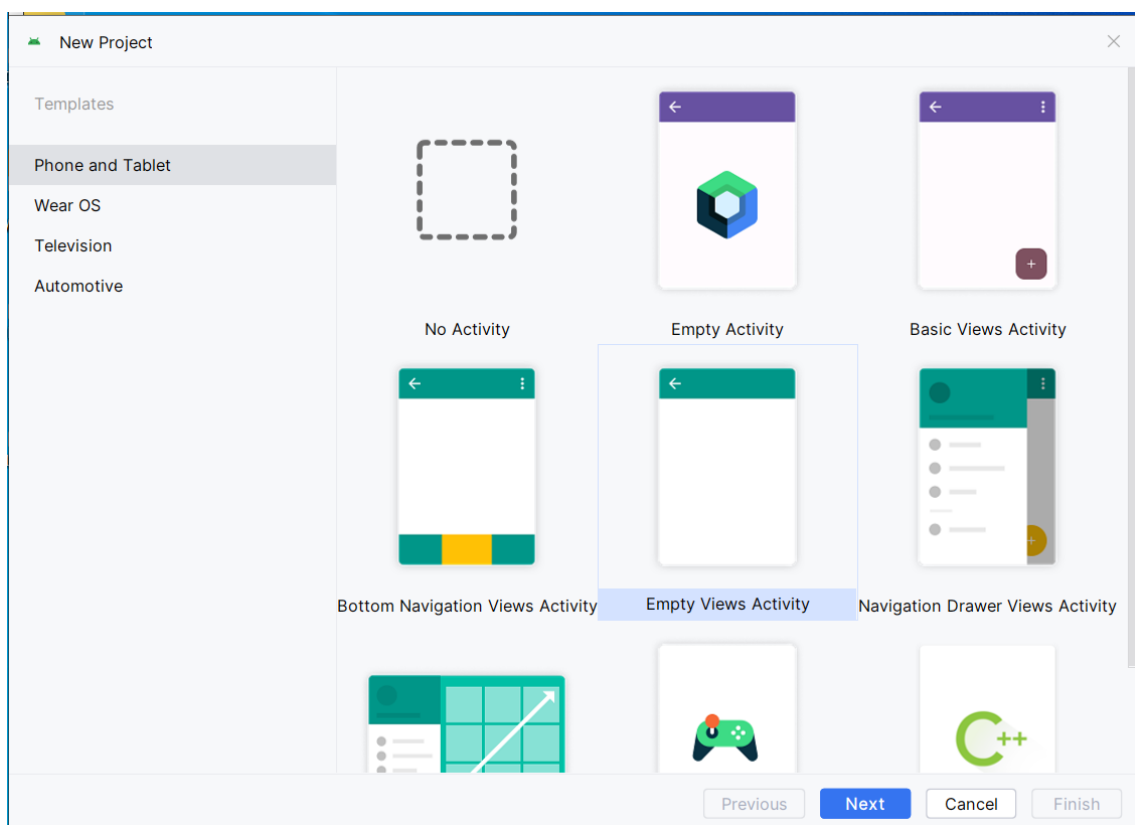 New Project
Templates
Phone and Tablet
Wear OS
Television
Automotive
No Activity
Empty Activity
Basic Views Activity
Bottom Navigation Views Activity
Empty Views Activity
Navigation Drawer Views Activity
++
Previous
Next
Cancel
Finish